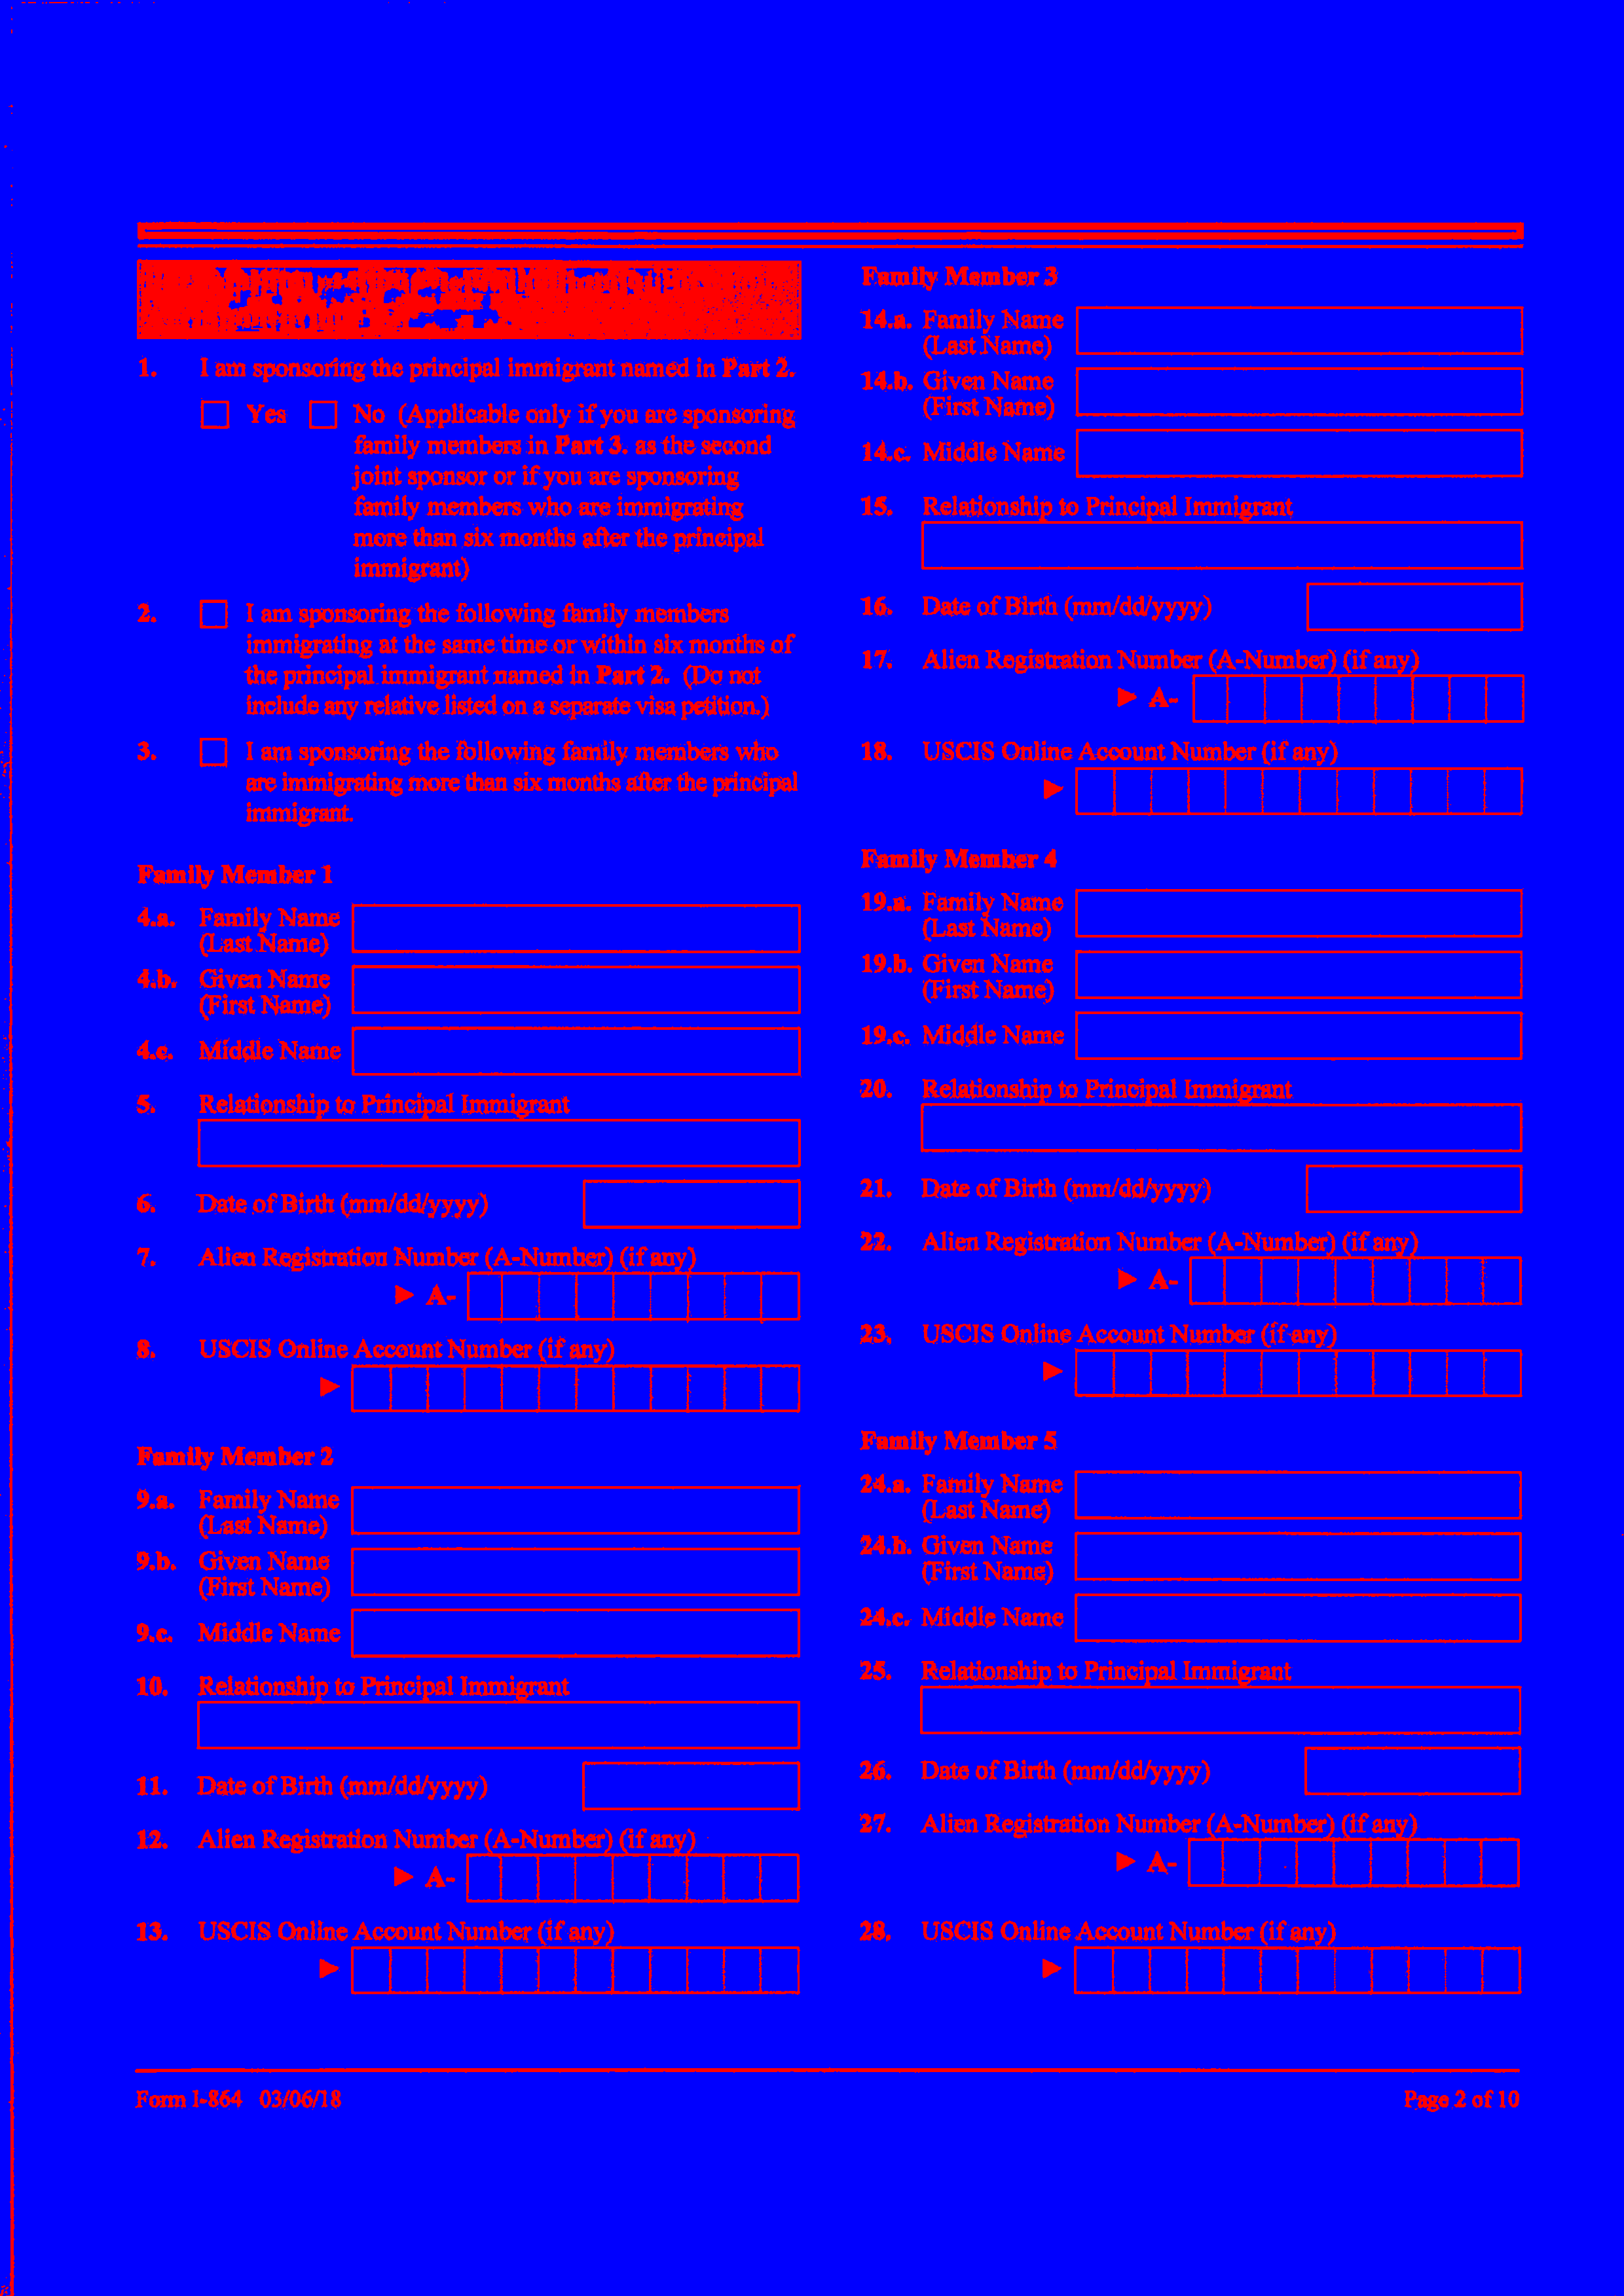 1. I am sponsoring the principal immigrant named in Part 2.
Yes No (Applicable only if you are sponsoring
family members in Part 3. as the second
joint sponsor or if you are sponsoring
family members who are immigrating
more than six months after the principal
immigrant)
2. I am sponsoring the following family members
immigrating at the same time or within six months of
the principal immigrant named in Part 2. (Do not
include any relative listed on a separate visa petition.)
3. I am sponsoring the following family members who
are immigrating more than six months after the principal
immigrant.
Family Member 1
4.a. Family Name
(Last Name)
4.b. Given Name
(First Name)
4.c. Middle Name
5. Relationship to Principal Immigrant
6. Date of Birth (mm/dd/yyyy)
7. Alien Registration Number (A-Number) (if any)
► A-
8. USCIS Online Account Number (if any)
►
Family Member 2
9.a. Family Name
(Last Name)
9.b. Given Name
(First Name)
9.c. Middle Name
10. Relationship to Principal Immigrant
11. Date of Birth (mm/dd/yyyy)
12. Alien Registration Number (A-Number) (if any)
► A-
13. USCIS Online Account Number (if any)
►
Family Member 3
14.a. Family Name
(Last Name)
14.b. Given Name
(First Name)
14.c. Middle Name
15. Relationship to Principal Immigrant
16. Date of Birth (mm/dd/yyyy)
17. Alien Registration Number (A-Number) (if any)
► A-
18. USCIS Online Account Number (if any)
►
Family Member 4
19.a. Family Name
(Last Name)
19.b. Given Name
(First Name)
19.c. Middle Name
20. Relationship to Principal Immigrant
21. Date of Birth (mm/dd/yyyy)
22. Alien Registration Number (A-Number) (if any)
► A-
23. USCIS Online Account Number (if any)
►
Family Member 5
24.a. Family Name
(Last Name)
24.b. Given Name
(First Name)
24.c. Middle Name
25. Relationship to Principal Immigrant
26. Date of Birth (mm/dd/yyyy)
27. Alien Registration Number (A-Number) (if any)
► A-
28. USCIS Online Account Number (if any)
►
Form I-864 03/06/18
Page 2 of 10